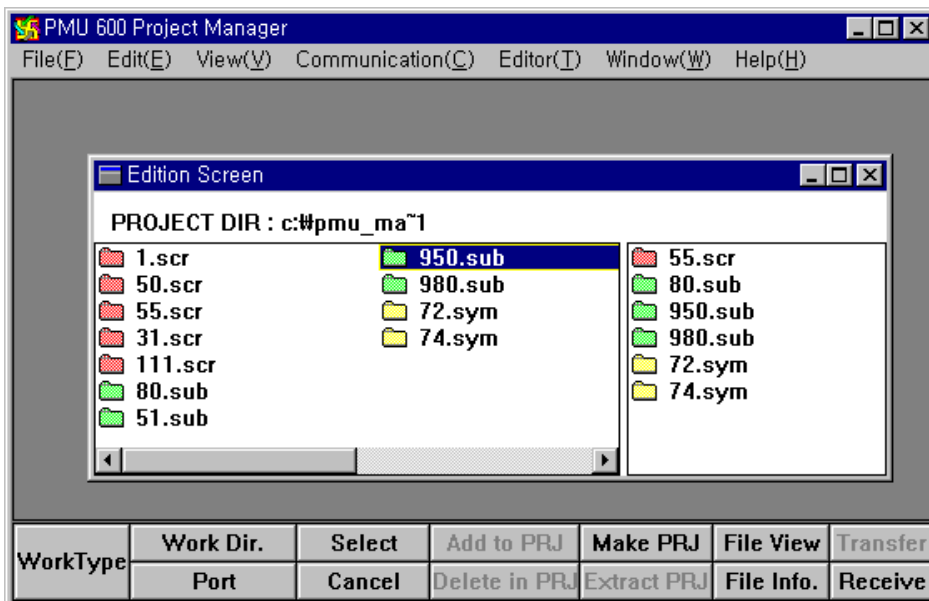 PMU 600 Project Manager
File(F) Edit(E) View(V) Communication(C) Editor(T) Window(W) Help(H)
Edition Screen
PROJECT DIR : c:₩pmu_ma~1
1.scr
50.scr
55.scr
31.scr
111.scr
80.sub
51.sub
950.sub
980.sub
72.sym
74.sym
55.scr
80.sub
950.sub
980.sub
72.sym
74.sym
WorkType
Work Dir. Select Add to PRJ Make PRJ File View Transfer
Port Cancel Delete in PRJ Extract PRJ File Info. Receive